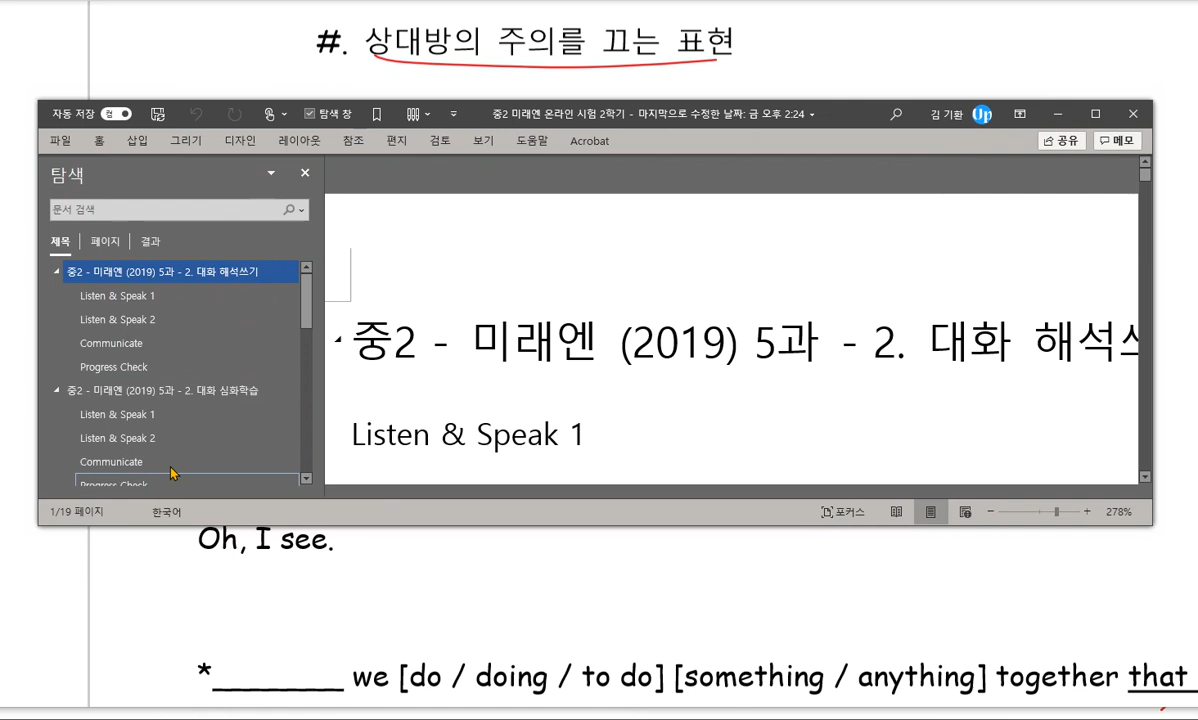 #. 상대방의 주의를 끄는 표현
자동 저장 컴 탐색 창 중2 미래엔 온라인 시험 2학기 - 마지막으로 수정한 날짜: 금 오후 2:24 김 기환 Up
파일 홈 삽입 그리기 디자인 레이아웃 참조 편지 검토 보기 도움말 Acrobat 공유 메모
탐색
문서 검색
제목 페이지 결과
중2 - 미래엔 (2019) 5과 - 2. 대화 해석쓰기
Listen & Speak 1
Listen & Speak 2
Communicate
Progress Check
중2 - 미래엔 (2019) 5과 - 2. 대화 심화학습
Listen & Speak 1
Listen & Speak 2
Communicate
Progress Check
중2 - 미래엔 (2019) 5과 - 2. 대화 해석쓰
Listen & Speak 1
1/19 페이지 한국어 포커스 278%
Oh, I see.
*________ we [do / doing / to do] [something / anything] together that